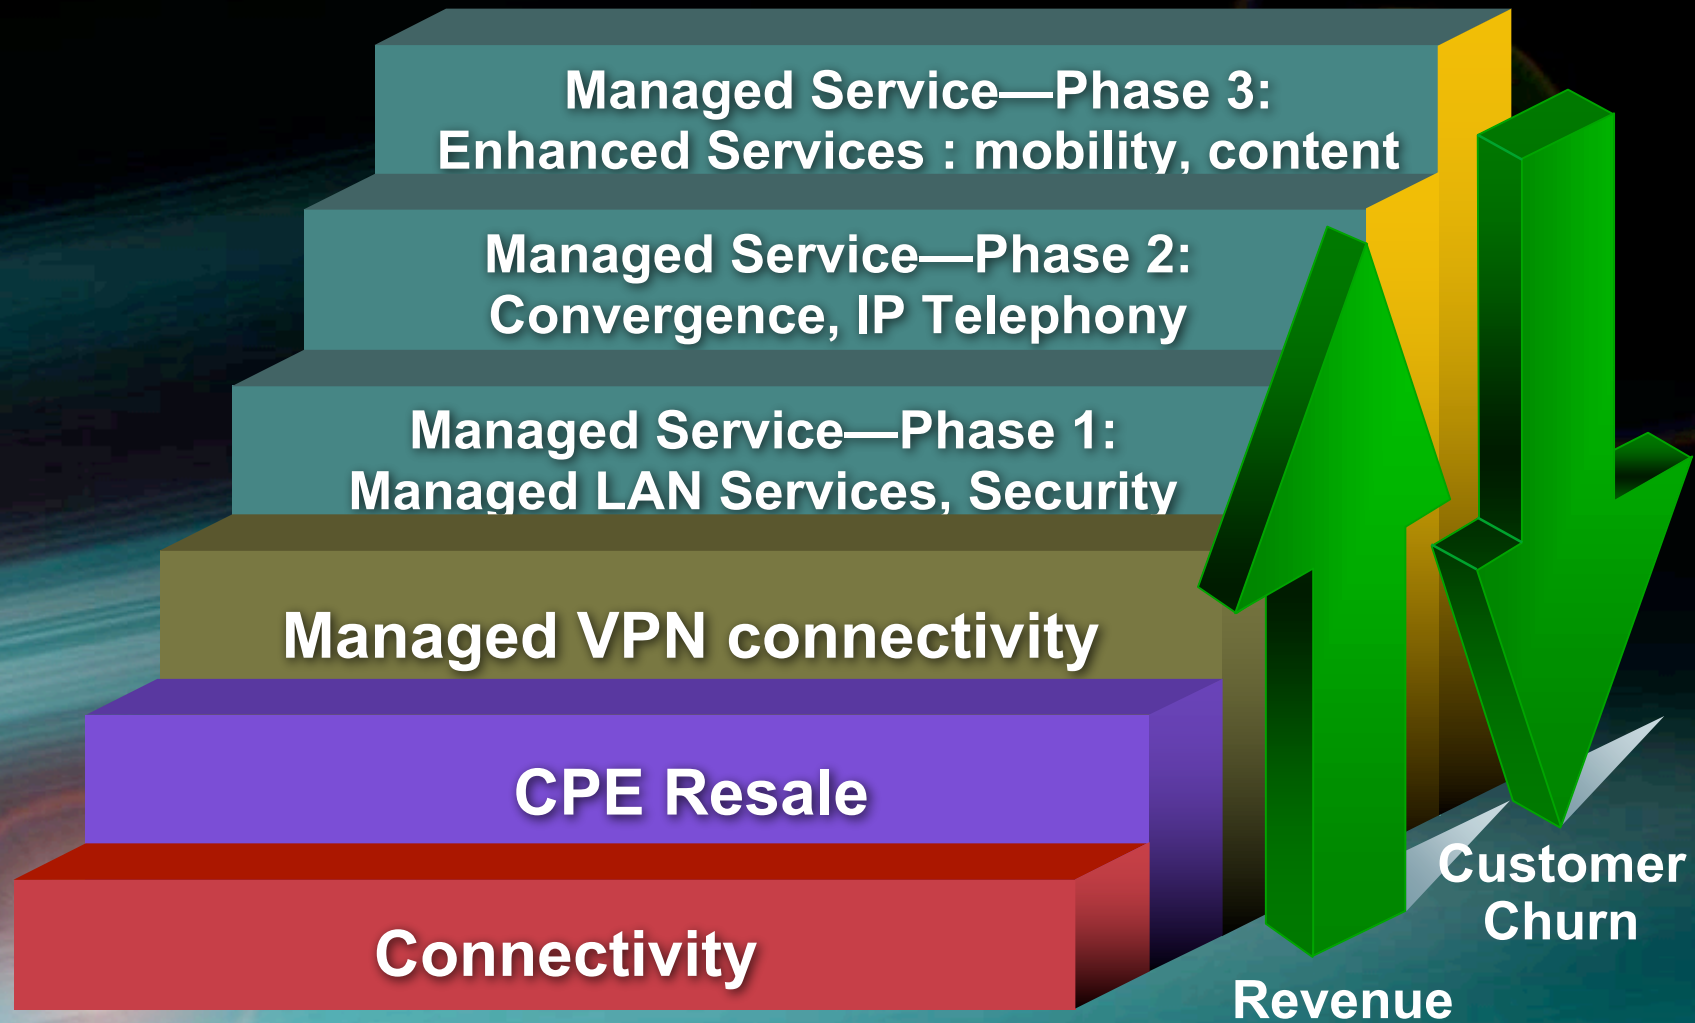 Managed Service—Phase 3:
Enhanced Services : mobility, content
Managed Service—Phase 2:
Convergence, IP Telephony
Managed Service—Phase 1:
Managed LAN Services, Security
Managed VPN connectivity
CPE Resale
Connectivity
Customer
Churn
Revenue